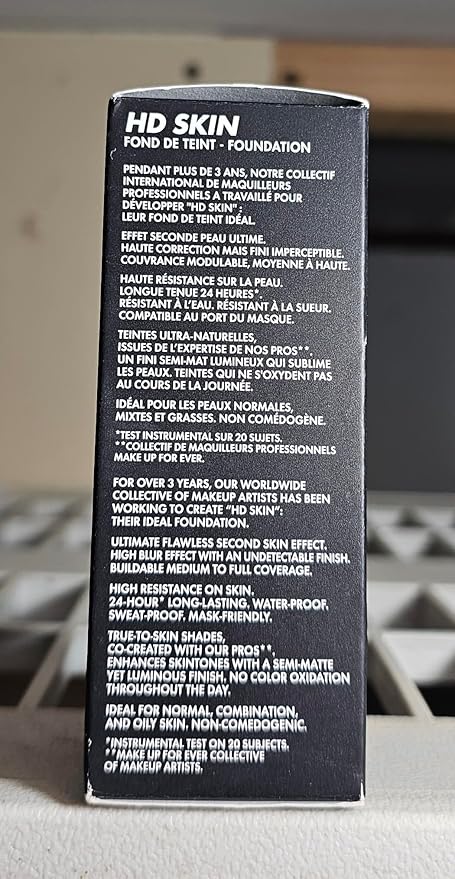 HD SKIN
FOND DE TEINT - FOUNDATION
PENDANT PLUS DE 3 ANS, NOTRE COLLECTIF
INTERNATIONAL DE MAQUILLEURS
PROFESSIONNELS A TRAVAILLÉ POUR
DÉVELOPPER "HD SKIN" :
LEUR FOND DE TEINT IDÉAL.
EFFET SECONDE PEAU ULTIME.
HAUTE CORRECTION MAIS FINI IMPERCEPTIBLE.
COUVRANCE MODULABLE, MOYENNE À HAUTE.
HAUTE RÉSISTANCE SUR LA PEAU.
LONGUE TENUE 24 HEURES*.
RÉSISTANT À L'EAU. RÉSISTANT À LA SUEUR.
COMPATIBLE AU PORT DU MASQUE.
TEINTES ULTRA-NATURELLES,
ISSUES DE L'EXPERTISE DE NOS PROS**.
UN FINI SEMI-MAT LUMINEUX QUI SUBLIME
LES PEAUX. TEINTES QUI NE S'OXYDENT PAS
AU COURS DE LA JOURNÉE.
IDÉAL POUR LES PEAUX NORMALES,
MIXTES ET GRASSES. NON COMÉDOGÈNE.
*TEST INSTRUMENTAL SUR 20 SUJETS.
**COLLECTIF DE MAQUILLEURS PROFESSIONNELS
MAKE UP FOR EVER.
FOR OVER 3 YEARS, OUR WORLDWIDE
COLLECTIVE OF MAKEUP ARTISTS HAS BEEN
WORKING TO CREATE "HD SKIN":
THEIR IDEAL FOUNDATION.
ULTIMATE FLAWLESS SECOND SKIN EFFECT.
HIGH BLUR EFFECT WITH AN UNDETECTABLE FINISH.
BUILDABLE MEDIUM TO FULL COVERAGE.
HIGH RESISTANCE ON SKIN.
24-HOUR* LONG-LASTING. WATER-PROOF.
SWEAT-PROOF. MASK-FRIENDLY.
TRUE-TO-SKIN SHADES,
CO-CREATED WITH OUR PROS**.
ENHANCES SKINTONES WITH A SEMI-MATTE
YET LUMINOUS FINISH, NO COLOR OXIDATION
THROUGHOUT THE DAY.
IDEAL FOR NORMAL, COMBINATION,
AND OILY SKIN. NON-COMEDOGENIC.
*INSTRUMENTAL TEST ON 20 SUBJECTS.
**MAKE UP FOR EVER COLLECTIVE
OF MAKEUP ARTISTS.